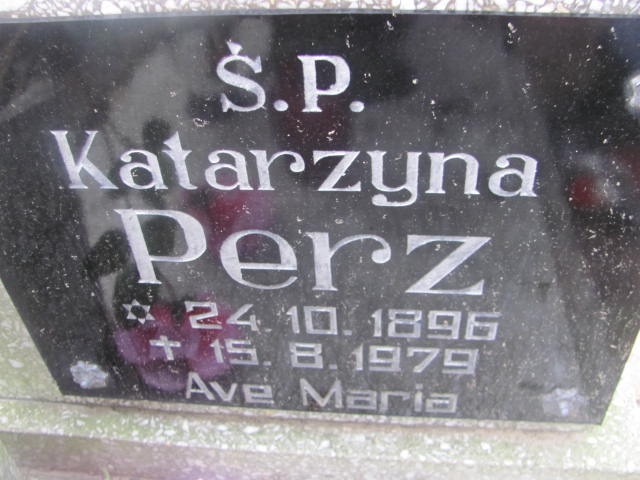 Ś.P.
Katarzyna
Perz
✡ 24.10.1896
✝ 15.8.1979
Ave Maria